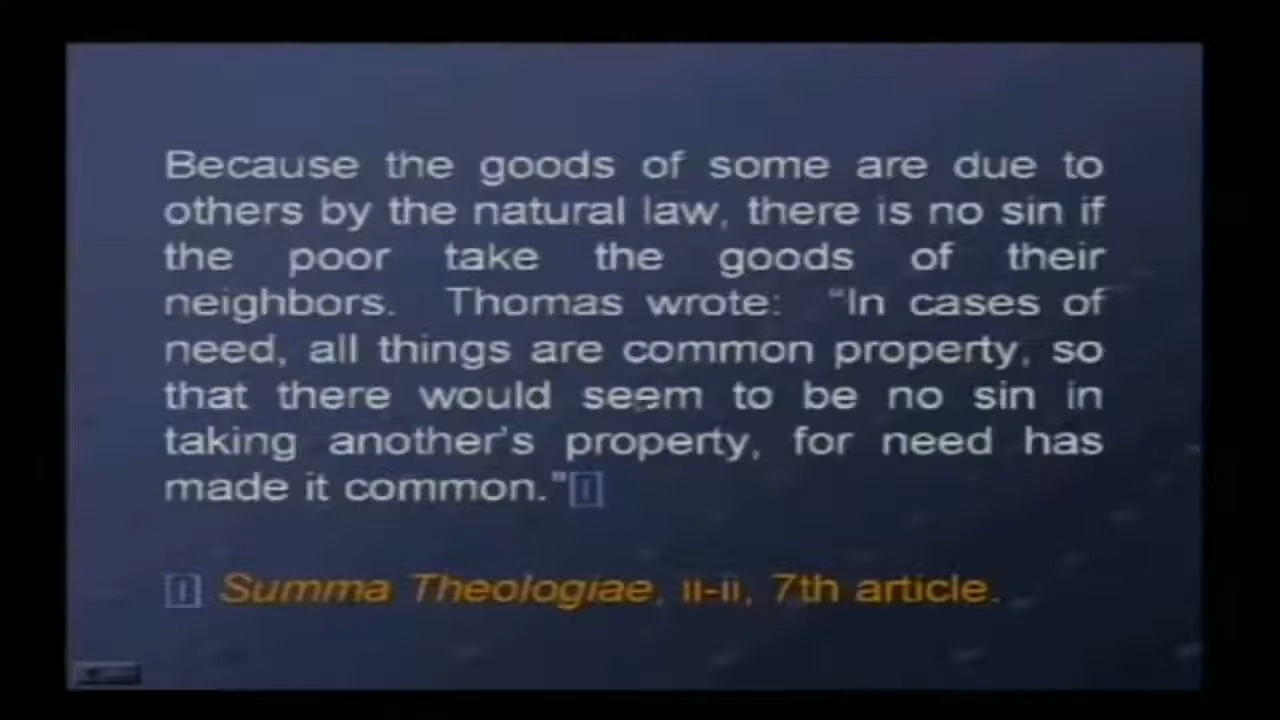 Because the goods of some are due to
others by the natural law, there is no sin if
the poor take the goods of their
neighbors. Thomas wrote: “In cases of
need, all things are common property, so
that there would seem to be no sin in
taking another’s property, for need has
made it common.”[i]
[i] Summa Theologiae, ii-ii, 7th article.